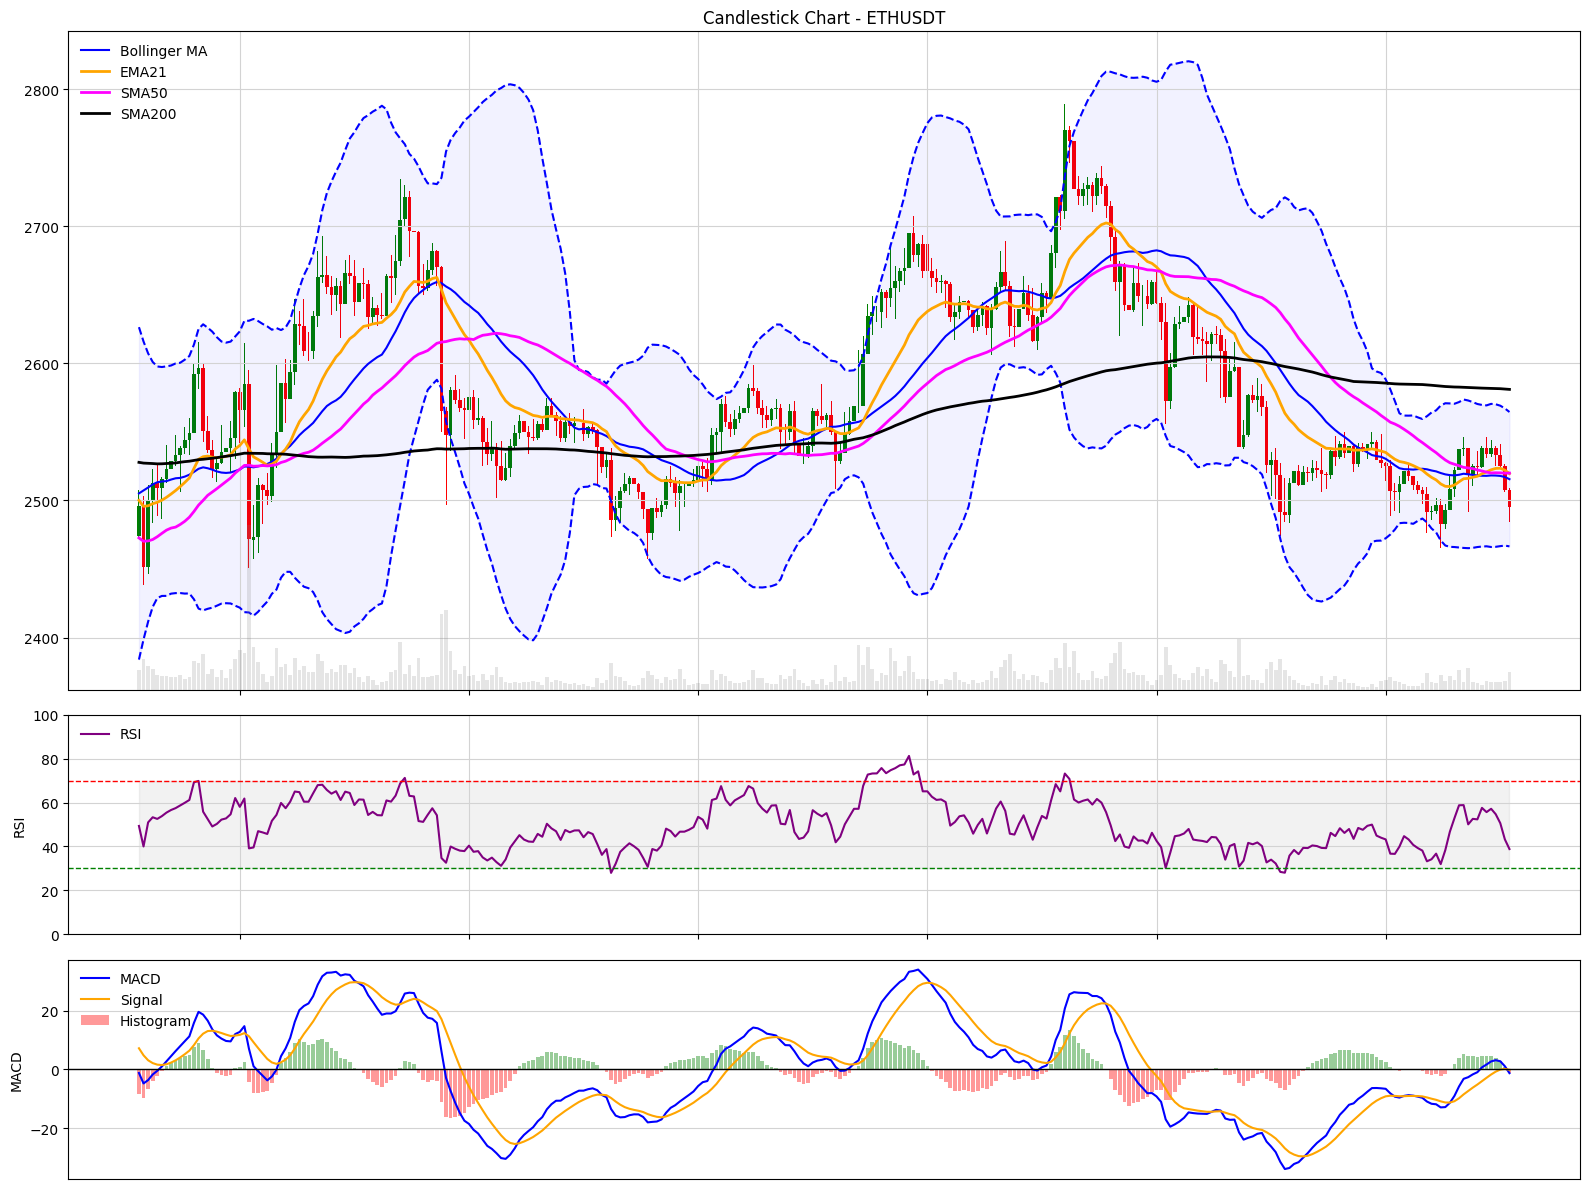 Candlestick Chart - ETHUSDT
Bollinger MA
EMA21
SMA50
SMA200
2800
2700
2600
2500
2400
RSI
100
80
60
40
20
0
RSI
MACD
Signal
Histogram
20
0
−20
MACD